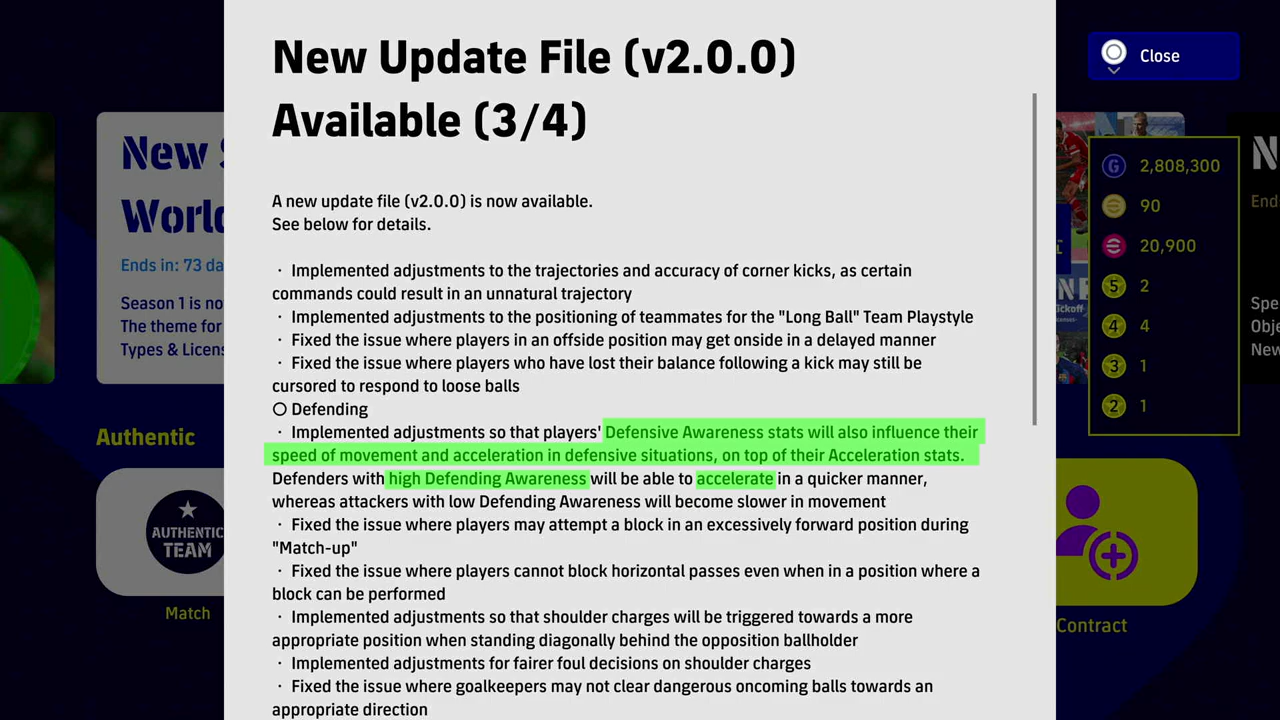 New Update File (v2.0.0)
Available (3/4)
A new update file (v2.0.0) is now available.
See below for details.
· Implemented adjustments to the trajectories and accuracy of corner kicks, as certain
commands could result in an unnatural trajectory
· Implemented adjustments to the positioning of teammates for the "Long Ball" Team Playstyle
· Fixed the issue where players in an offside position may get onside in a delayed manner
· Fixed the issue where players who have lost their balance following a kick may still be
cursored to respond to loose balls
○ Defending
· Implemented adjustments so that players' Defensive Awareness stats will also influence their
speed of movement and acceleration in defensive situations, on top of their Acceleration stats.
Defenders with high Defending Awareness will be able to accelerate in a quicker manner,
whereas attackers with low Defending Awareness will become slower in movement
· Fixed the issue where players may attempt a block in an excessively forward position during
"Match-up"
· Fixed the issue where players cannot block horizontal passes even when in a position where a
block can be performed
· Implemented adjustments so that shoulder charges will be triggered towards a more
appropriate position when standing diagonally behind the opposition ballholder
· Implemented adjustments for fairer foul decisions on shoulder charges
· Fixed the issue where goalkeepers may not clear dangerous oncoming balls towards an
appropriate direction
Close
G 2,808,300
90
20,900
5 2
4 4
3 1
2 1
New
Ends in: 73 da
Season 1 is no
The theme for
Types & Licen
Authentic
AUTHENTIC
TEAM
Match
Contract
kickoff
End
Spe
Obj
New